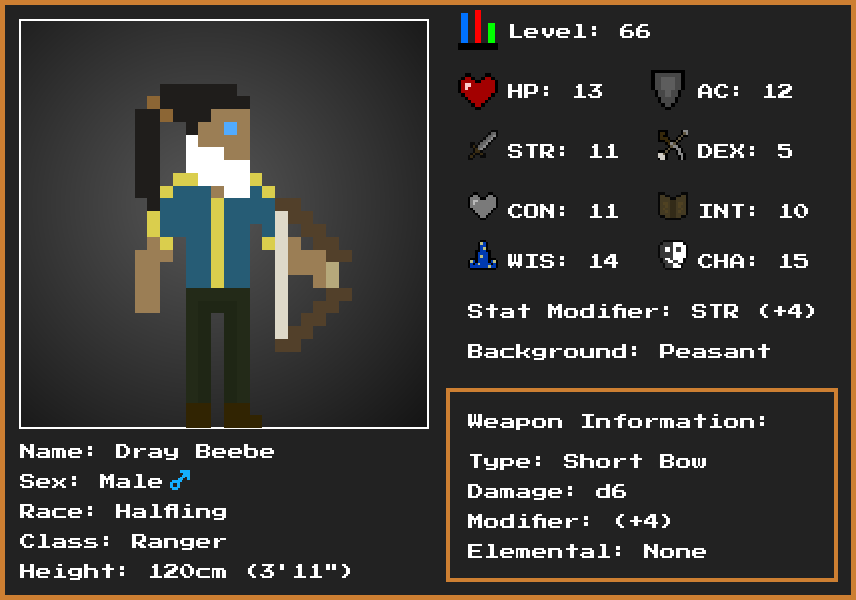 Level: 66
HP: 13 AC: 12
STR: 11 DEX: 5
CON: 11 INT: 10
WIS: 14 CHA: 15
Stat Modifier: STR (+4)
Background: Peasant
Weapon Information:
Type: Short Bow
Damage: d6
Modifier: (+4)
Elemental: None
Name: Dray Beebe
Sex: Male ♂
Race: Halfling
Class: Ranger
Height: 120cm (3'11")